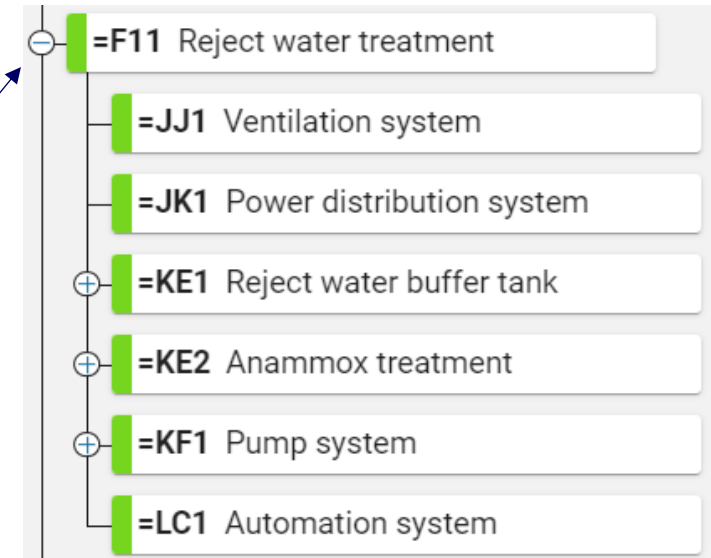 =F11 Reject water treatment
=JJ1 Ventilation system
=JK1 Power distribution system
=KE1 Reject water buffer tank
=KE2 Anammox treatment
=KF1 Pump system
=LC1 Automation system